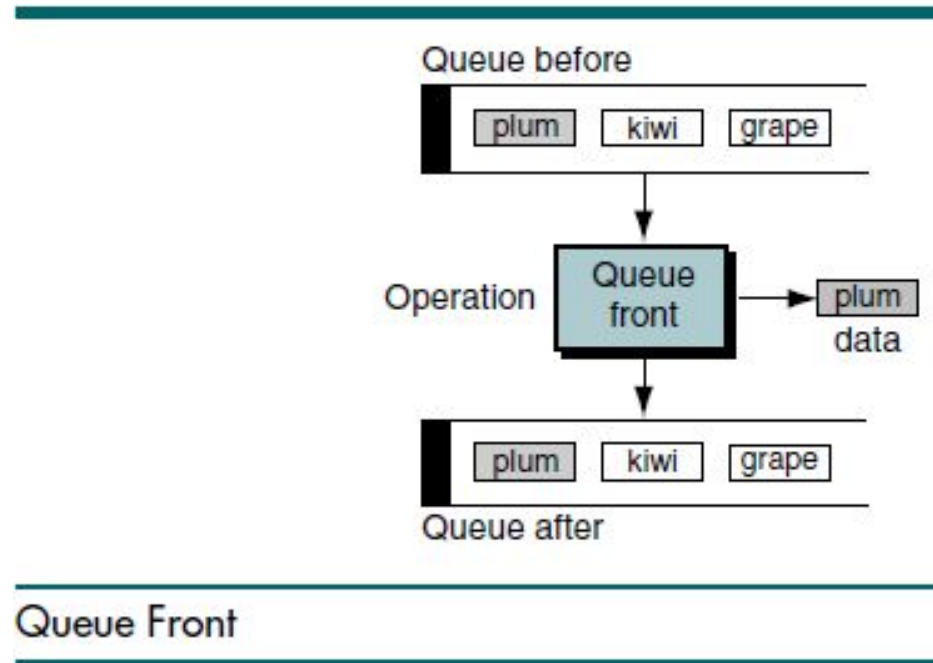 Queue before
plum kiwi grape
Queue
front
Operation
plum
data
plum kiwi grape
Queue after
Queue Front